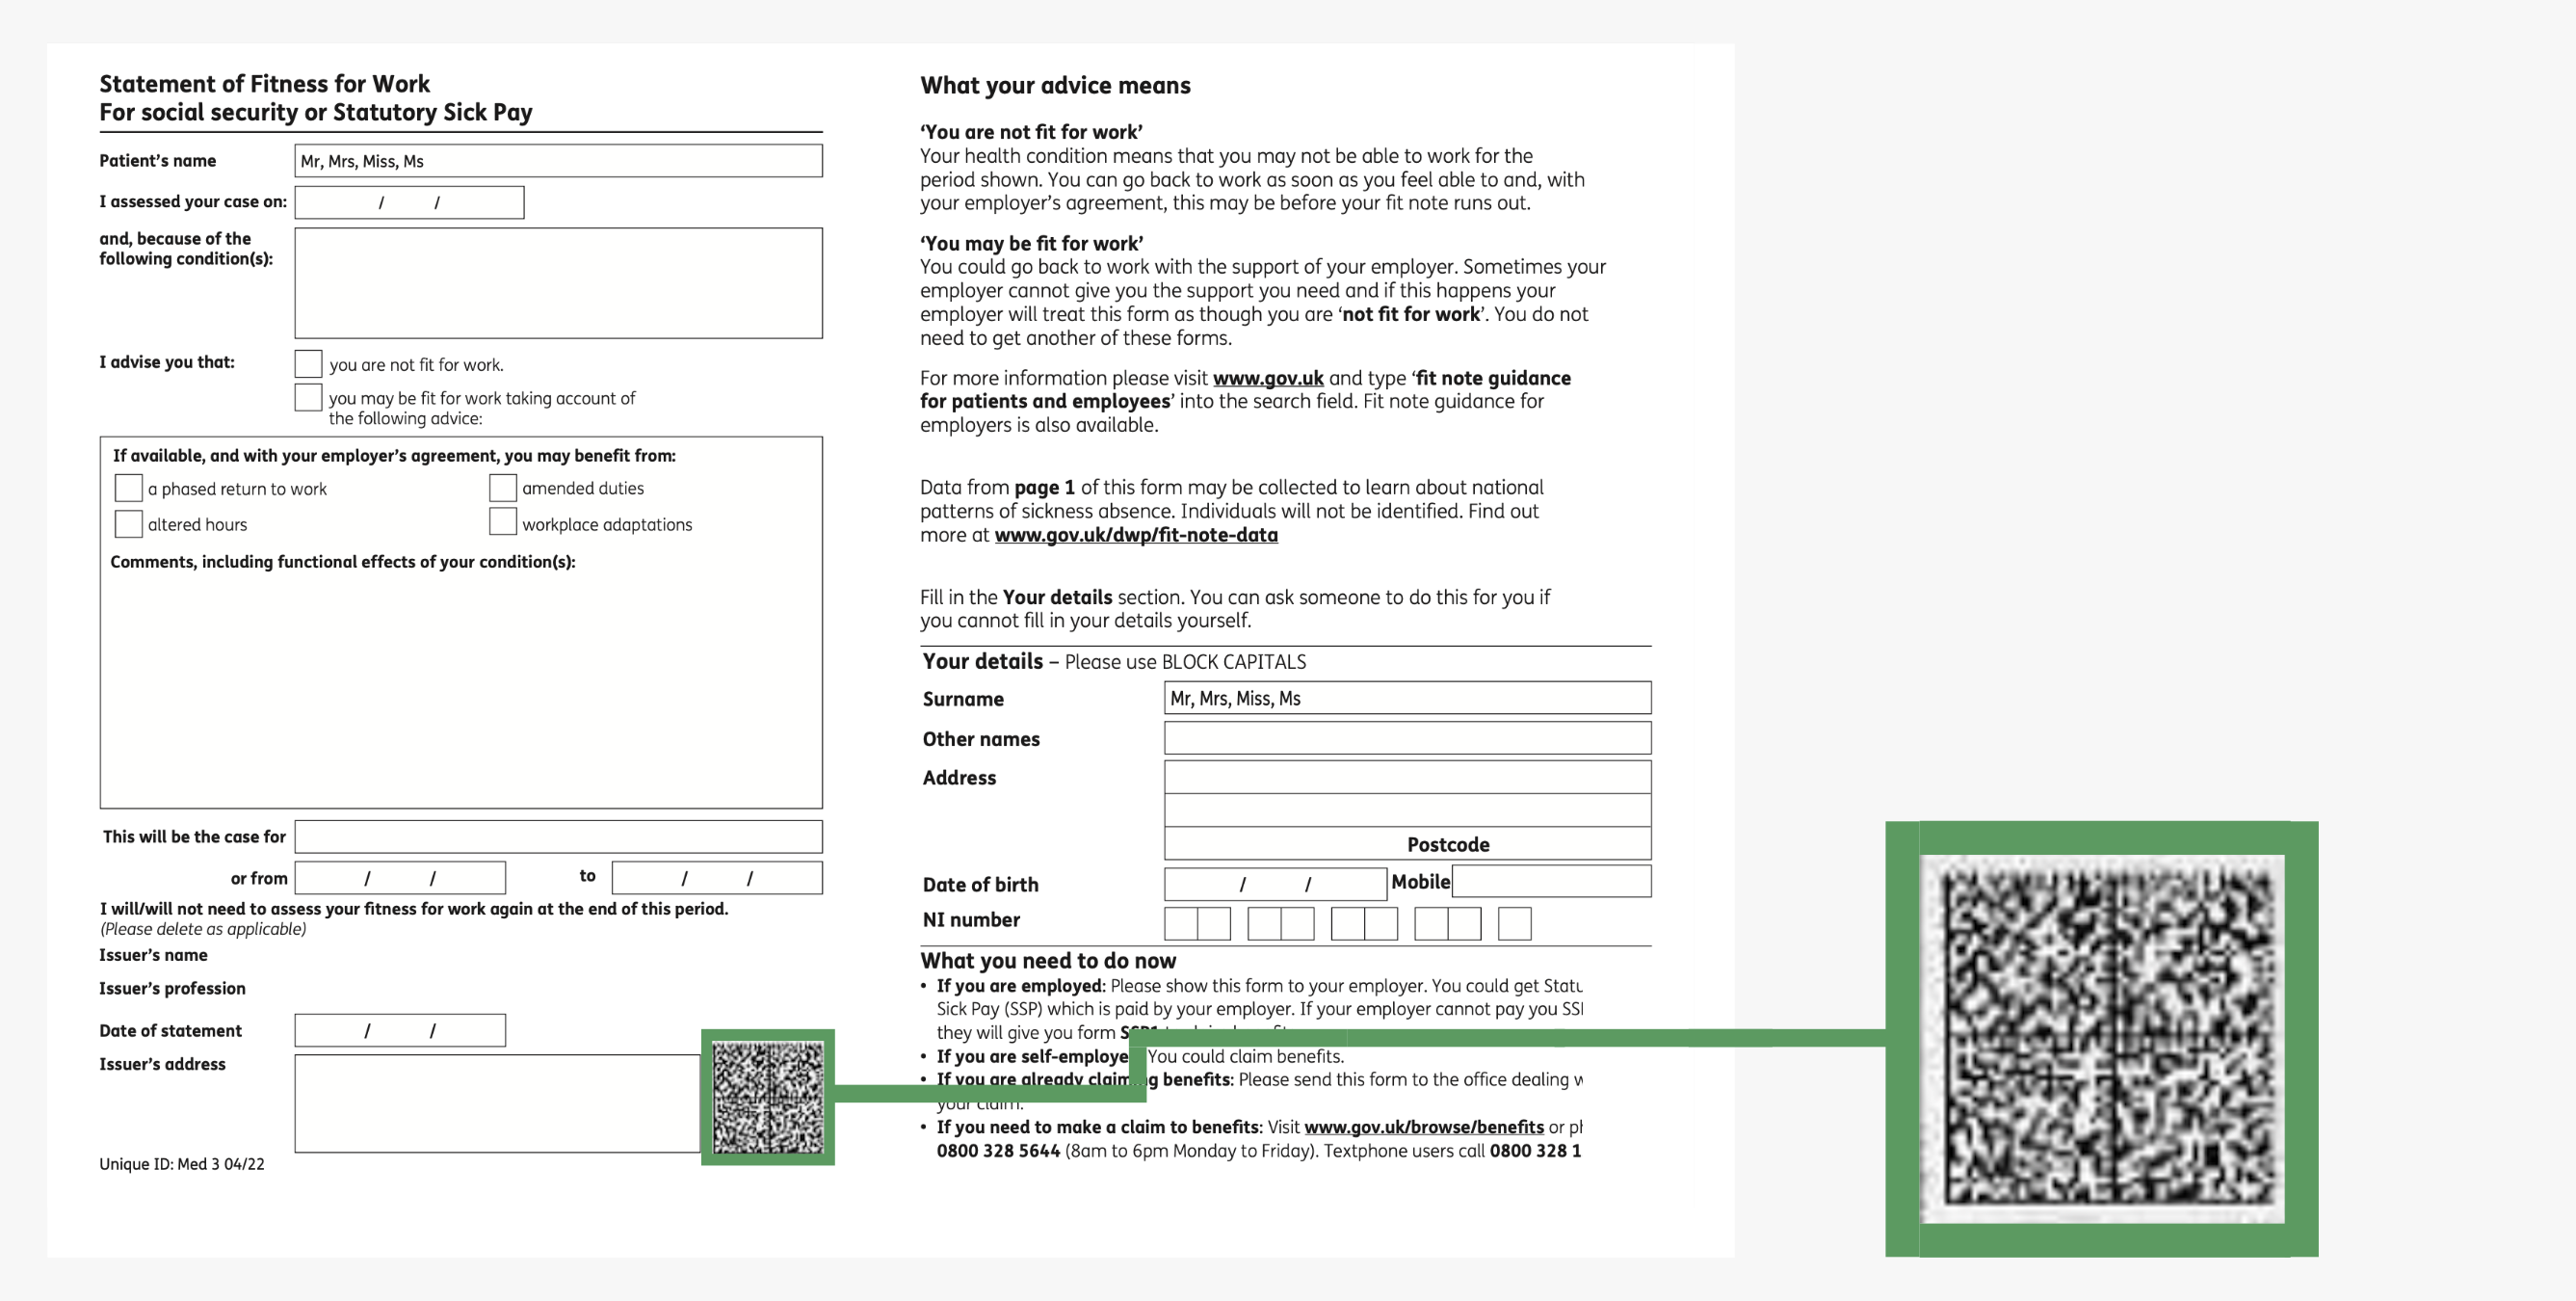 Statement of Fitness for Work
For social security or Statutory Sick Pay
Patient's name
Mr, Mrs, Miss, Ms
I assessed your case on:
/ /
and, because of the
following condition(s):
I advise you that:
you are not fit for work.
you may be fit for work taking account of
the following advice:
If available, and with your employer's agreement, you may benefit from:
a phased return to work
amended duties
altered hours
workplace adaptations
Comments, including functional effects of your condition(s):
This will be the case for
or from / / to / /
I will/will not need to assess your fitness for work again at the end of this period.
(Please delete as applicable)
Issuer's name
Issuer's profession
Date of statement / /
Issuer's address
Unique ID: Med 3 04/22
What your advice means
‘You are not fit for work’
Your health condition means that you may not be able to work for the
period shown. You can go back to work as soon as you feel able to and, with
your employer's agreement, this may be before your fit note runs out.
‘You may be fit for work’
You could go back to work with the support of your employer. Sometimes your
employer cannot give you the support you need and if this happens your
employer will treat this form as though you are ‘not fit for work’. You do not
need to get another of these forms.
For more information please visit www.gov.uk and type ‘fit note guidance
for patients and employees’ into the search field. Fit note guidance for
employers is also available.
Data from page 1 of this form may be collected to learn about national
patterns of sickness absence. Individuals will not be identified. Find out
more at www.gov.uk/dwp/fit-note-data
Fill in the Your details section. You can ask someone to do this for you if
you cannot fill in your details yourself.
Your details – Please use BLOCK CAPITALS
Surname
Mr, Mrs, Miss, Ms
Other names
Address
Postcode
Date of birth / / Mobile
NI number
What you need to do now
• If you are employed: Please show this form to your employer. You could get Statu
Sick Pay (SSP) which is paid by your employer. If your employer cannot pay you SSI
they will give you form
• If you are self-employe You could claim benefits.
• If you are already claiming benefits: Please send this form to the office dealing w
your claim.
• If you need to make a claim to benefits: Visit www.gov.uk/browse/benefits or ph
0800 328 5644 (8am to 6pm Monday to Friday). Textphone users call 0800 328 1